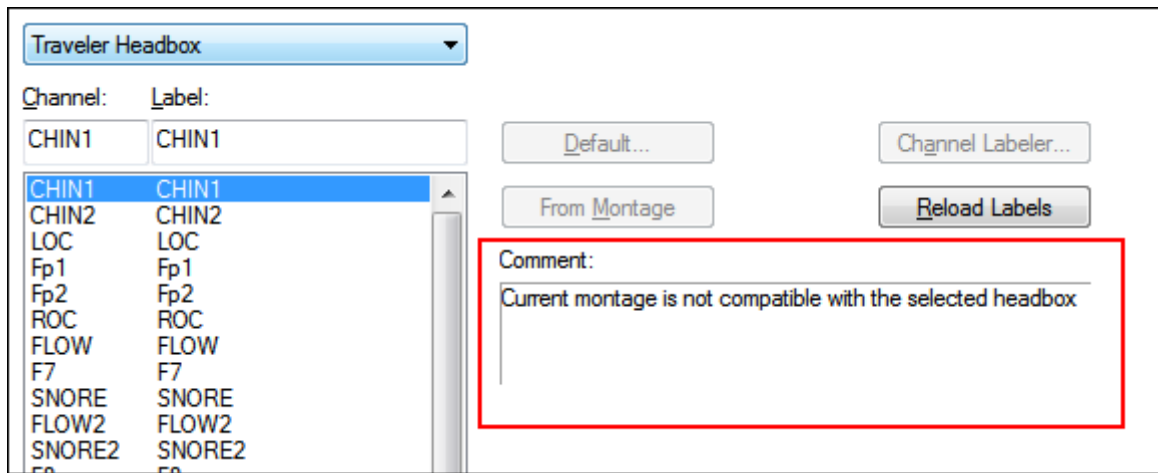 Traveler Headbox
Channel: Label:
CHIN1 CHIN1
Default...
Channel Labeler...
CHIN1 CHIN1
CHIN2 CHIN2
LOC LOC
Fp1 Fp1
Fp2 Fp2
ROC ROC
FLOW FLOW
F7 F7
SNORE SNORE
FLOW2 FLOW2
SNORE2 SNORE2
From Montage
Reload Labels
Comment:
Current montage is not compatible with the selected headbox